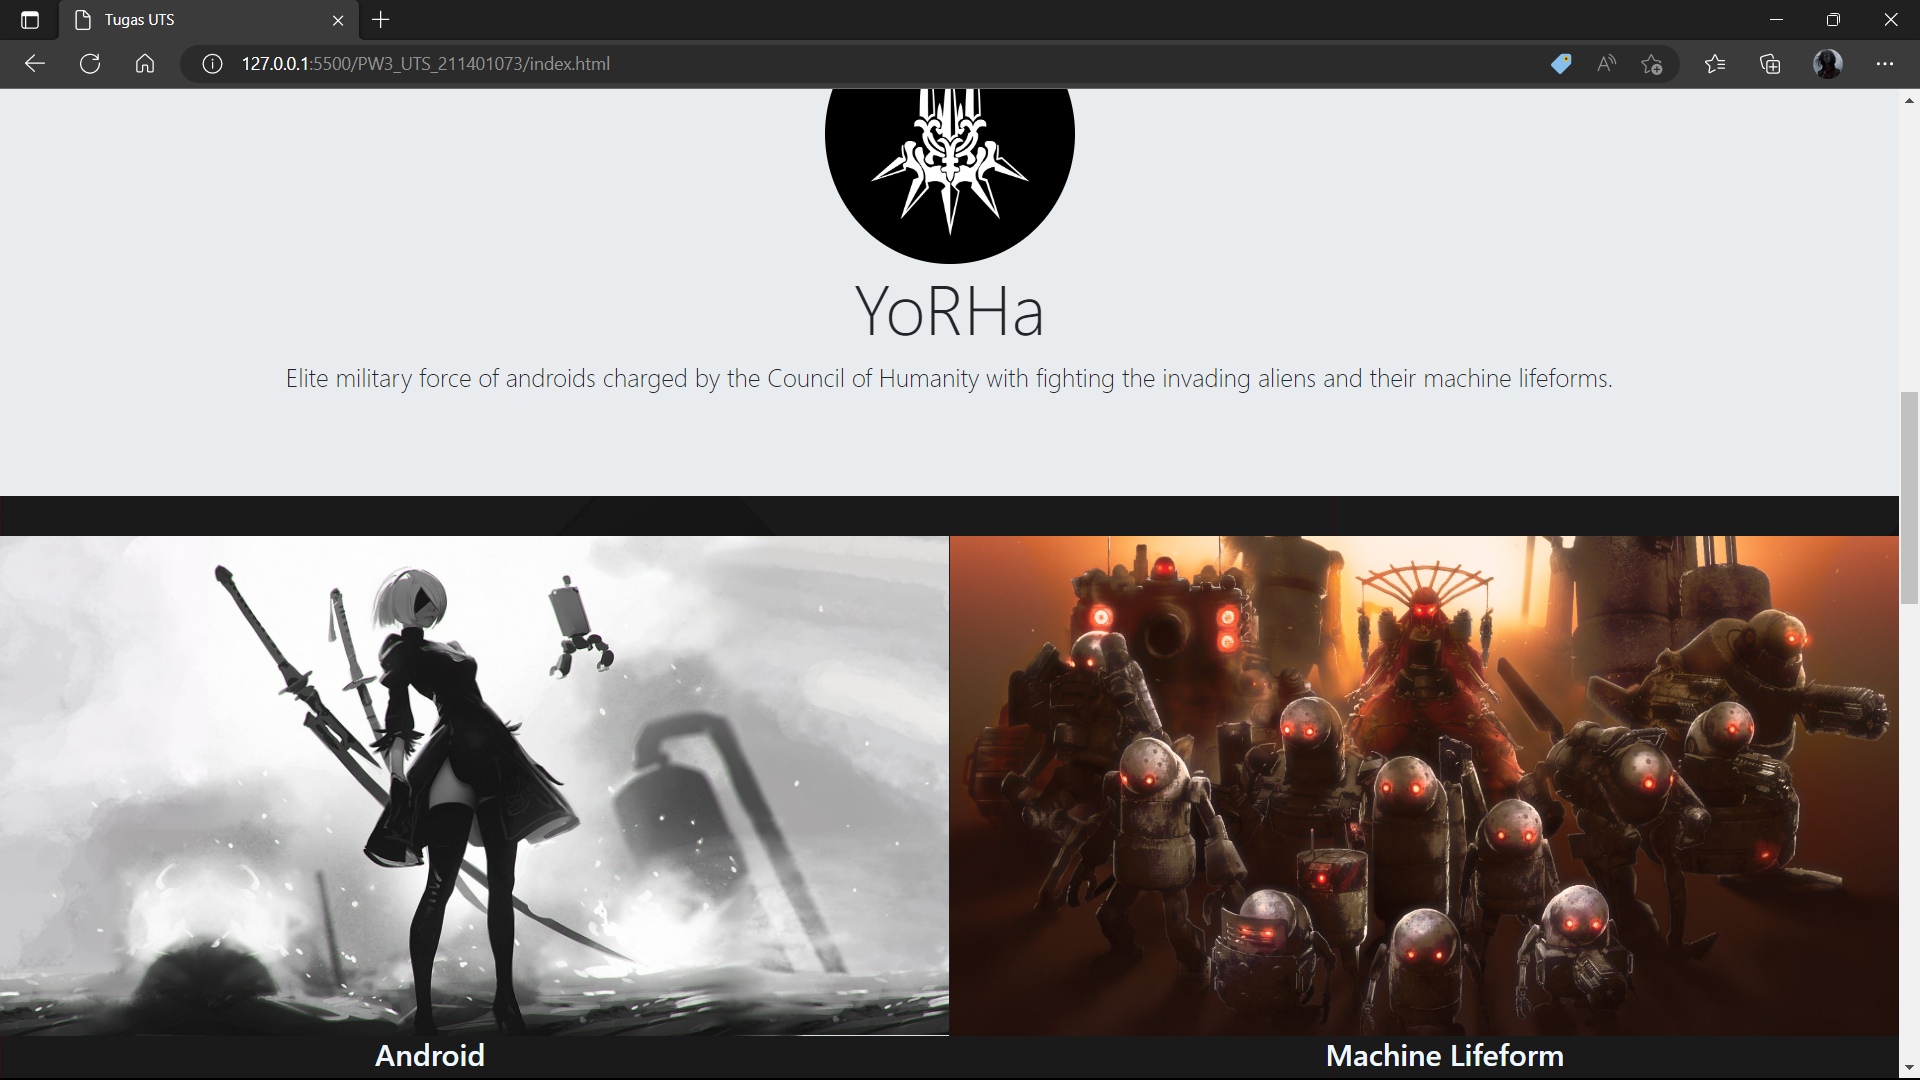 Tugas UTS
127.0.0.1:5500/PW3_UTS_211401073/index.html
YoRHa
Elite military force of androids charged by the Council of Humanity with fighting the invading aliens and their machine lifeforms.
Android
Machine Lifeform